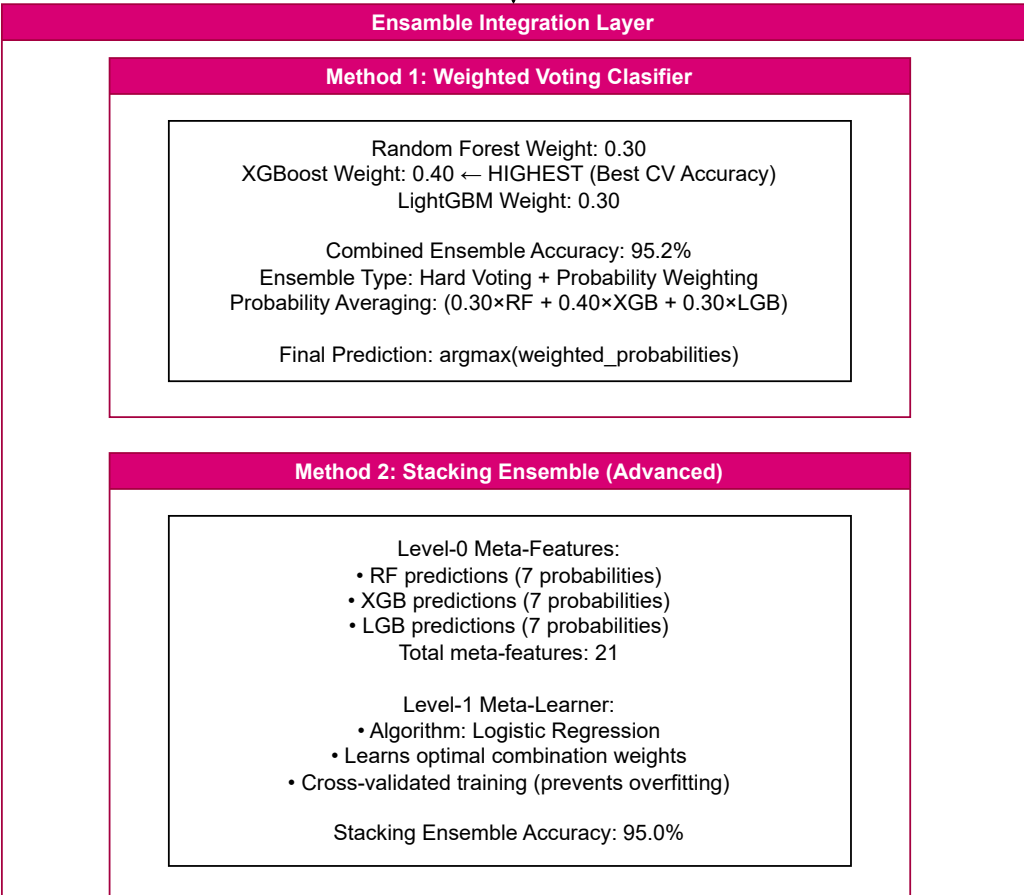 Ensamble Integration Layer
Method 1: Weighted Voting Clasifier
Random Forest Weight: 0.30
XGBoost Weight: 0.40 ← HIGHEST (Best CV Accuracy)
LightGBM Weight: 0.30
Combined Ensemble Accuracy: 95.2%
Ensemble Type: Hard Voting + Probability Weighting
Probability Averaging: (0.30×RF + 0.40×XGB + 0.30×LGB)
Final Prediction: argmax(weighted_probabilities)
Method 2: Stacking Ensemble (Advanced)
Level-0 Meta-Features:
• RF predictions (7 probabilities)
• XGB predictions (7 probabilities)
• LGB predictions (7 probabilities)
Total meta-features: 21
Level-1 Meta-Learner:
• Algorithm: Logistic Regression
• Learns optimal combination weights
• Cross-validated training (prevents overfitting)
Stacking Ensemble Accuracy: 95.0%